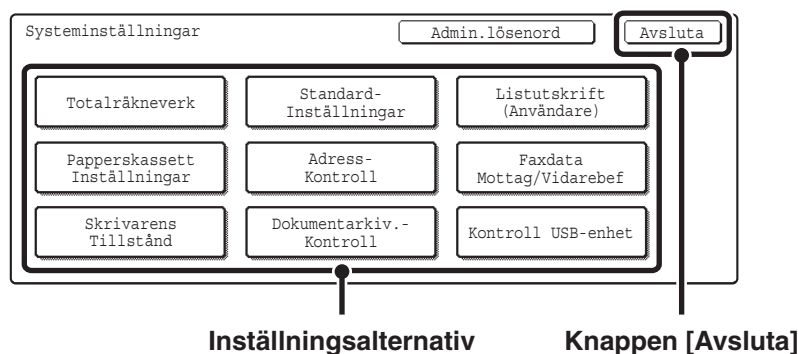 Systeminställningar
Admin.lösenord
Avsluta
Totalräkneverk
Standard-
Inställningar
Listutskrift
(Användare)
Papperskassett
Inställningar
Adress-
Kontroll
Faxdata
Mottag/Vidarebef
Skrivarens
Tillstånd
Dokumentarkiv.-
Kontroll
Kontroll USB-enhet
Inställningsalternativ
Knappen [Avsluta]